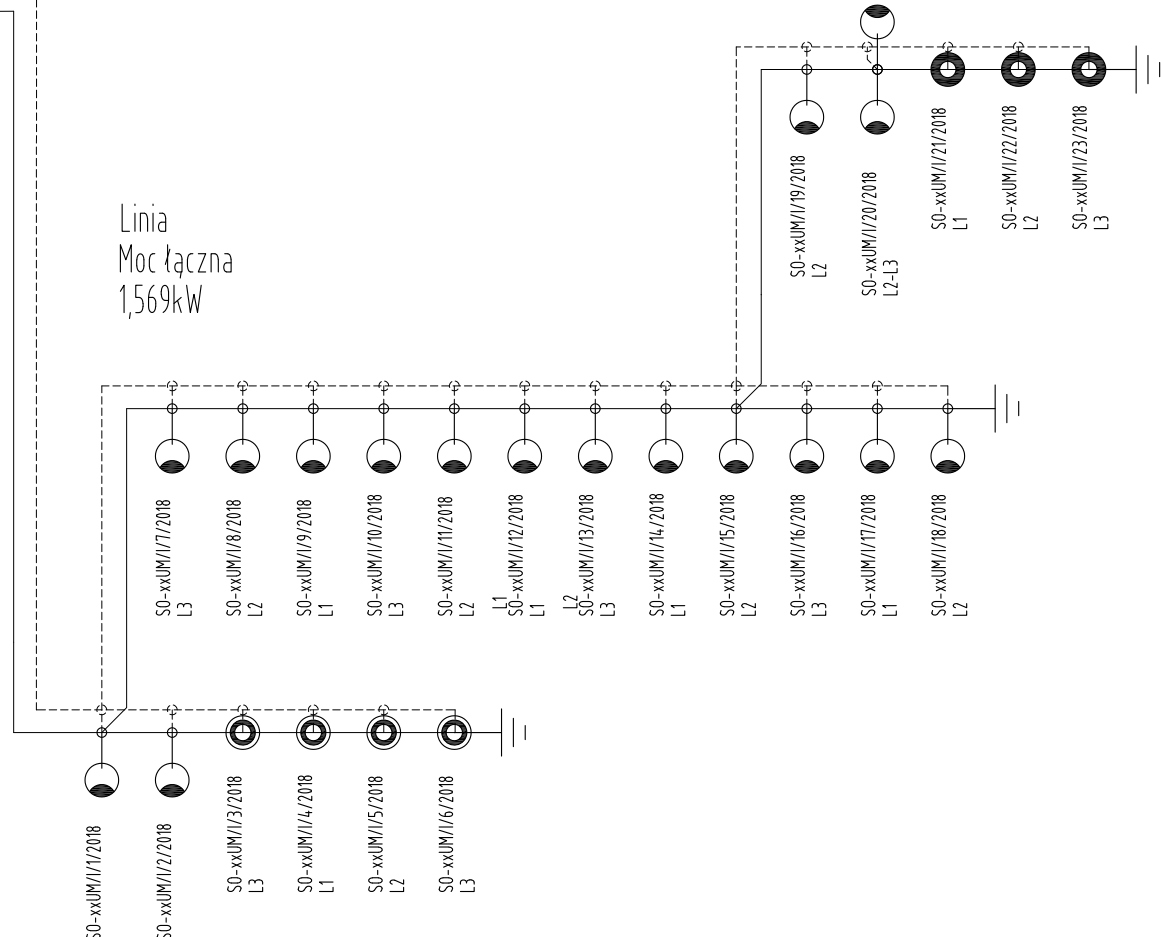 Linia
Moc łączna
1,569kW
SO-xxUM/I/19/2018
L2
SO-xxUM/I/20/2018
L2-L3
SO-xxUM/I/21/2018
L1
SO-xxUM/I/22/2018
L2
SO-xxUM/I/23/2018
L3
SO-xxUM/I/7/2018
L3
SO-xxUM/I/8/2018
L2
SO-xxUM/I/9/2018
L1
SO-xxUM/I/10/2018
L3
SO-xxUM/I/11/2018
L2
L1
SO-xxUM/I/12/2018
L1
L2
SO-xxUM/I/13/2018
L3
SO-xxUM/I/14/2018
L1
SO-xxUM/I/15/2018
L2
SO-xxUM/I/16/2018
L3
SO-xxUM/I/17/2018
L1
SO-xxUM/I/18/2018
L2
SO-xxUM/I/1/2018
SO-xxUM/I/2/2018
SO-xxUM/I/3/2018
L3
SO-xxUM/I/4/2018
L1
SO-xxUM/I/5/2018
L2
SO-xxUM/I/6/2018
L3